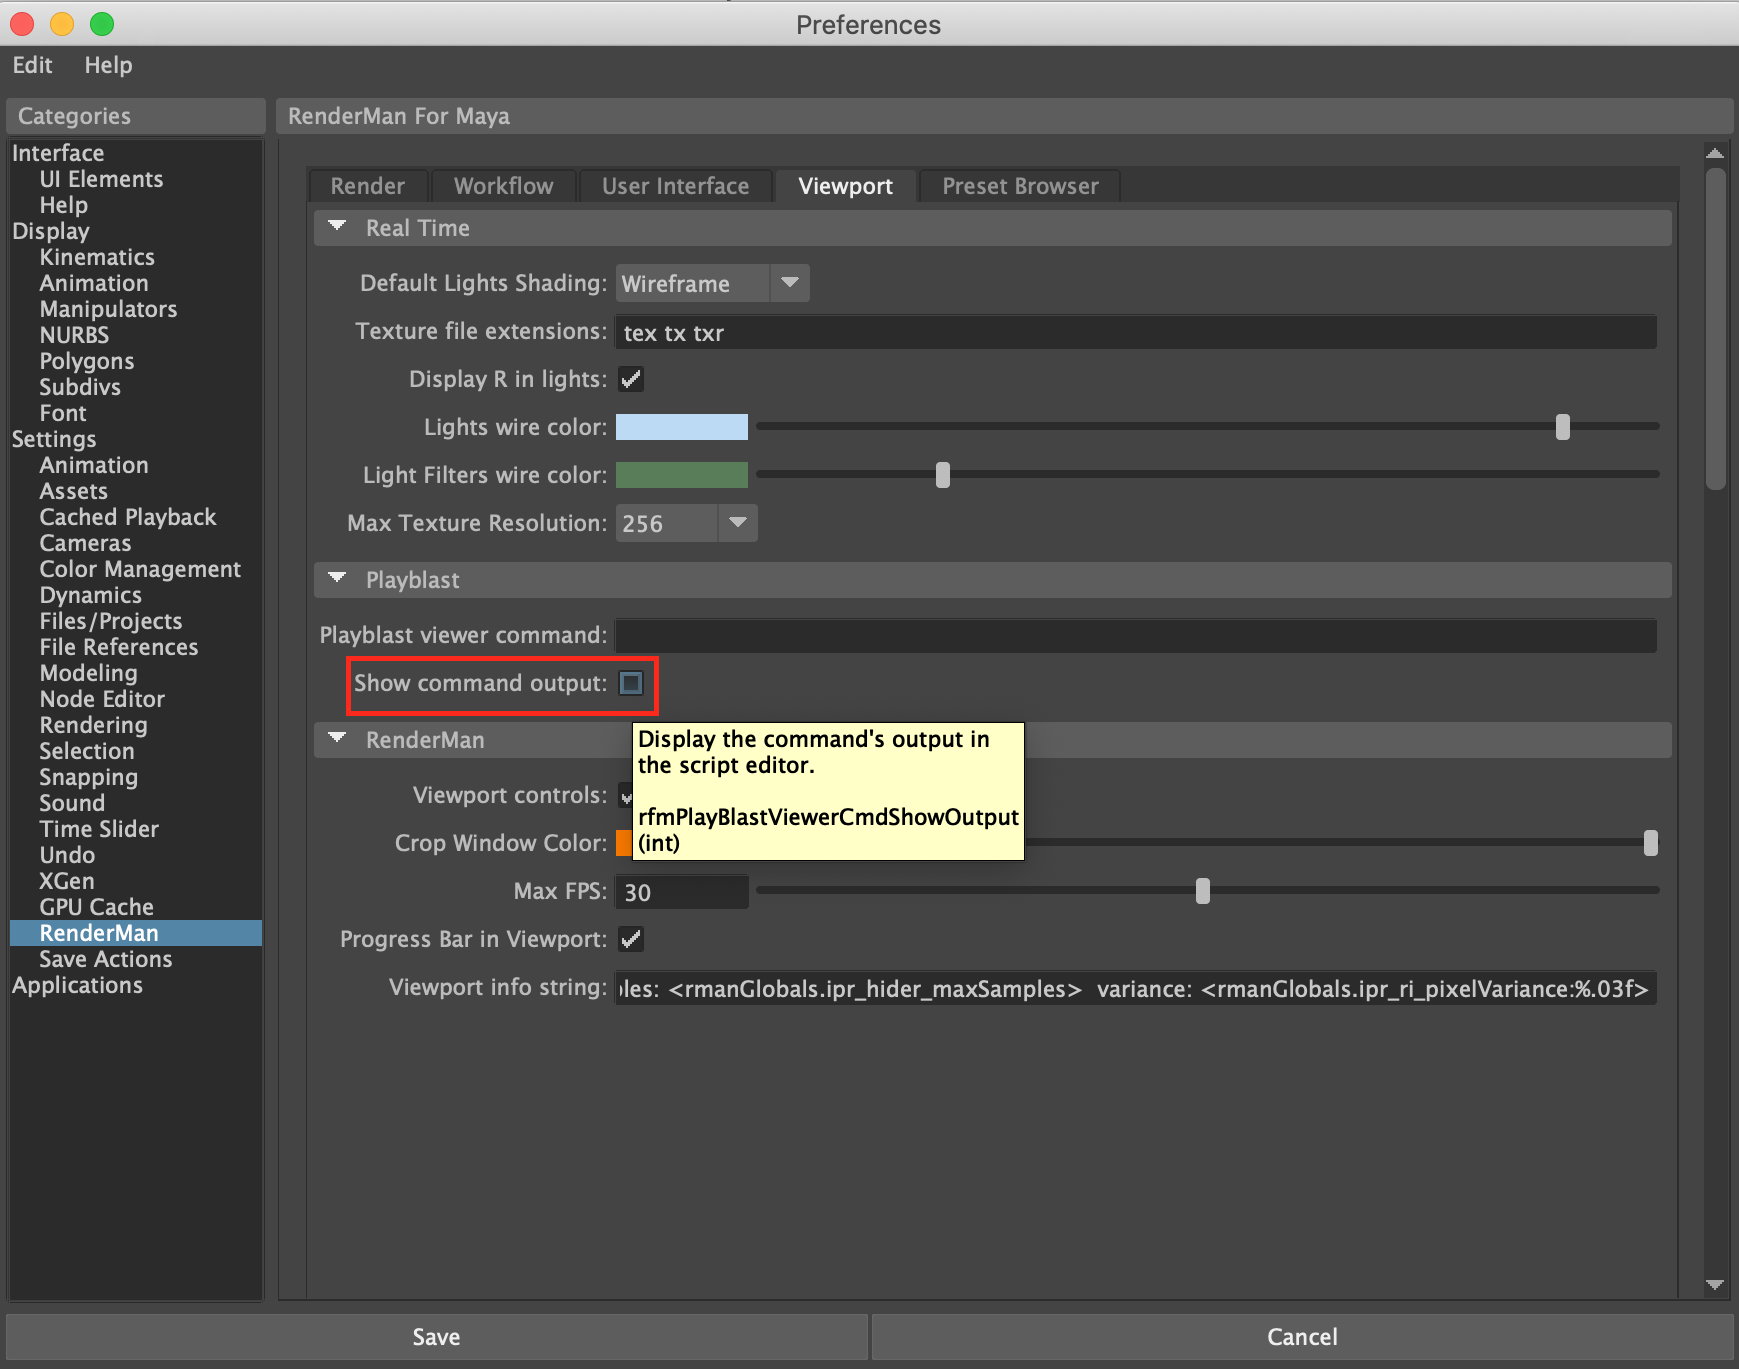 Preferences
Edit Help
Categories
Interface
UI Elements
Help
Display
Kinematics
Animation
Manipulators
NURBS
Polygons
Subdivs
Font
Settings
Animation
Assets
Cached Playback
Cameras
Color Management
Dynamics
Files/Projects
File References
Modeling
Node Editor
Rendering
Selection
Snapping
Sound
Time Slider
Undo
XGen
GPU Cache
RenderMan
Save Actions
Applications
RenderMan For Maya
Render Workflow User Interface Viewport Preset Browser
Real Time
Default Lights Shading: Wireframe
Texture file extensions: tex tx txr
Display R in lights:
Lights wire color:
Light Filters wire color:
Max Texture Resolution: 256
Playblast
Playblast viewer command:
Show command output:
RenderMan
Display the command's output in
the script editor.
rfmPlayBlastViewerCmdShowOutput
(int)
Viewport controls:
Crop Window Color:
Max FPS: 30
Progress Bar in Viewport:
Viewport info string: les: <rmanGlobals.ipr_hider_maxSamples> variance: <rmanGlobals.ipr_ri_pixelVariance:%.03f>
Save Cancel